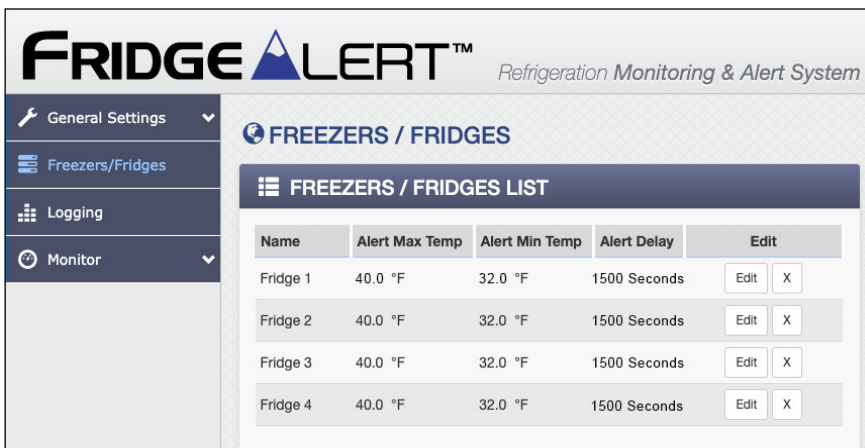 FRIDGE ALERT™
Refrigeration Monitoring & Alert System
General Settings
Freezers/Fridges
Logging
Monitor
FREEZERS / FRIDGES
FREEZERS / FRIDGES LIST
Name Alert Max Temp Alert Min Temp Alert Delay Edit
Fridge 1 40.0 °F 32.0 °F 1500 Seconds Edit X
Fridge 2 40.0 °F 32.0 °F 1500 Seconds Edit X
Fridge 3 40.0 °F 32.0 °F 1500 Seconds Edit X
Fridge 4 40.0 °F 32.0 °F 1500 Seconds Edit X